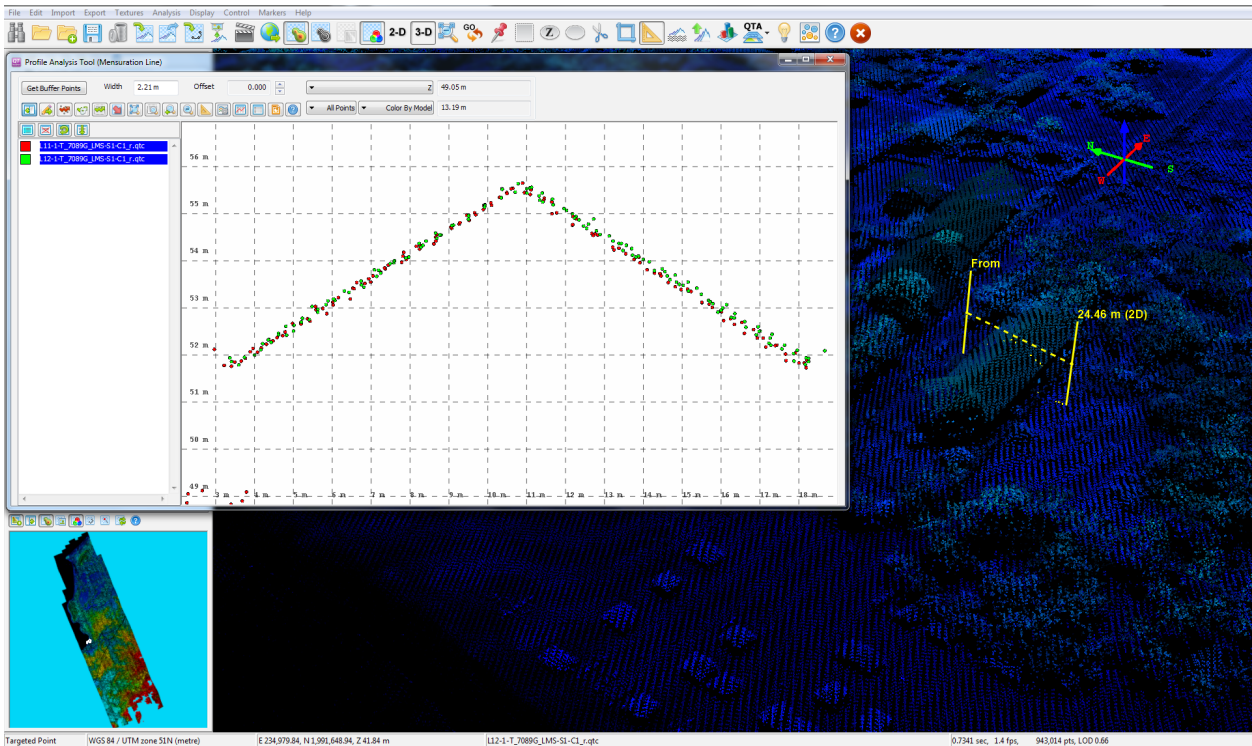 File Edit Import Export Textures Analysis Display Control Markers Help
2-D 3-D GO Z QTA ?
Profile Analysis Tool (Mensuration Line)
Get Buffer Points Width 2.21 m Offset 0.000 Z 49.05 m
All Points Color By Model 13.19 m
L11-1-T_7089G_LMS-S1-C1_r.qtc
L12-1-T_7089G_LMS-S1-C1_r.qtc
56 m
55 m
54 m
53 m
52 m
51 m
50 m
49 m
3 m 4 m 5 m 6 m 7 m 8 m 9 m 10 m 11 m 12 m 13 m 14 m 15 m 16 m 17 m 18 m
N E
W S
From
24.46 m (2D)
Targeted Point WGS 84 / UTM zone 51N (metre) E 234,979.84, N 1,991,648.94, Z 41.84 m L12-1-T_7089G_LMS-S1-C1_r.qtc 0.7341 sec, 1.4 fps, 943,014 pts, LOD 0.66